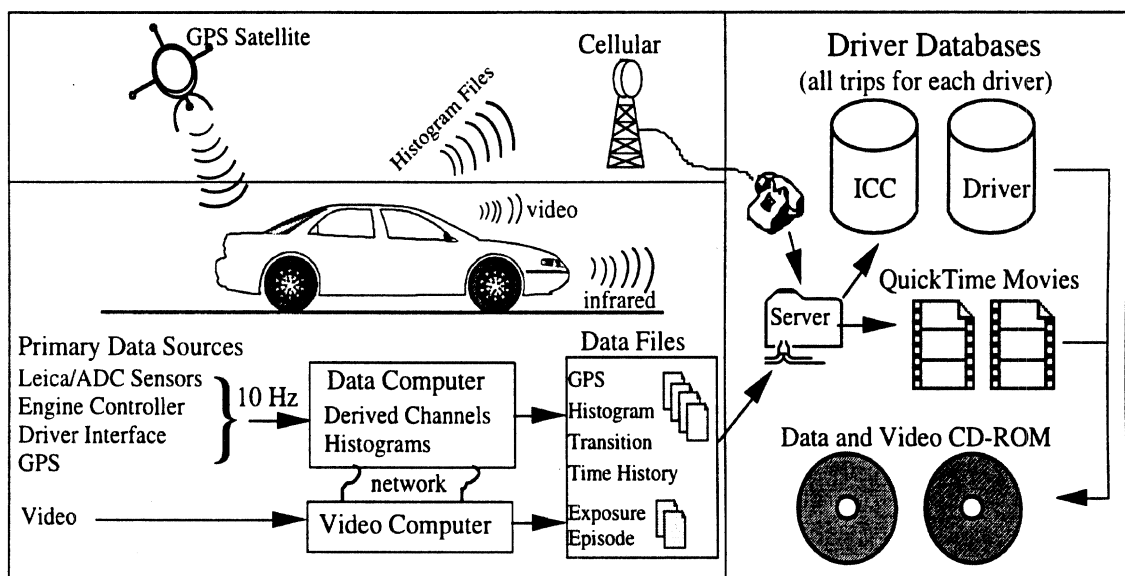 GPS Satellite
Histogram Files
Cellular
video
infrared
Primary Data Sources
Leica/ADC Sensors
Engine Controller
Driver Interface
GPS
Video
10 Hz
Data Computer
Derived Channels
Histograms
network
Video Computer
Data Files
GPS
Histogram
Transition
Time History
Exposure
Episode
Driver Databases
(all trips for each driver)
ICC
Driver
Server
QuickTime Movies
Data and Video CD-ROM